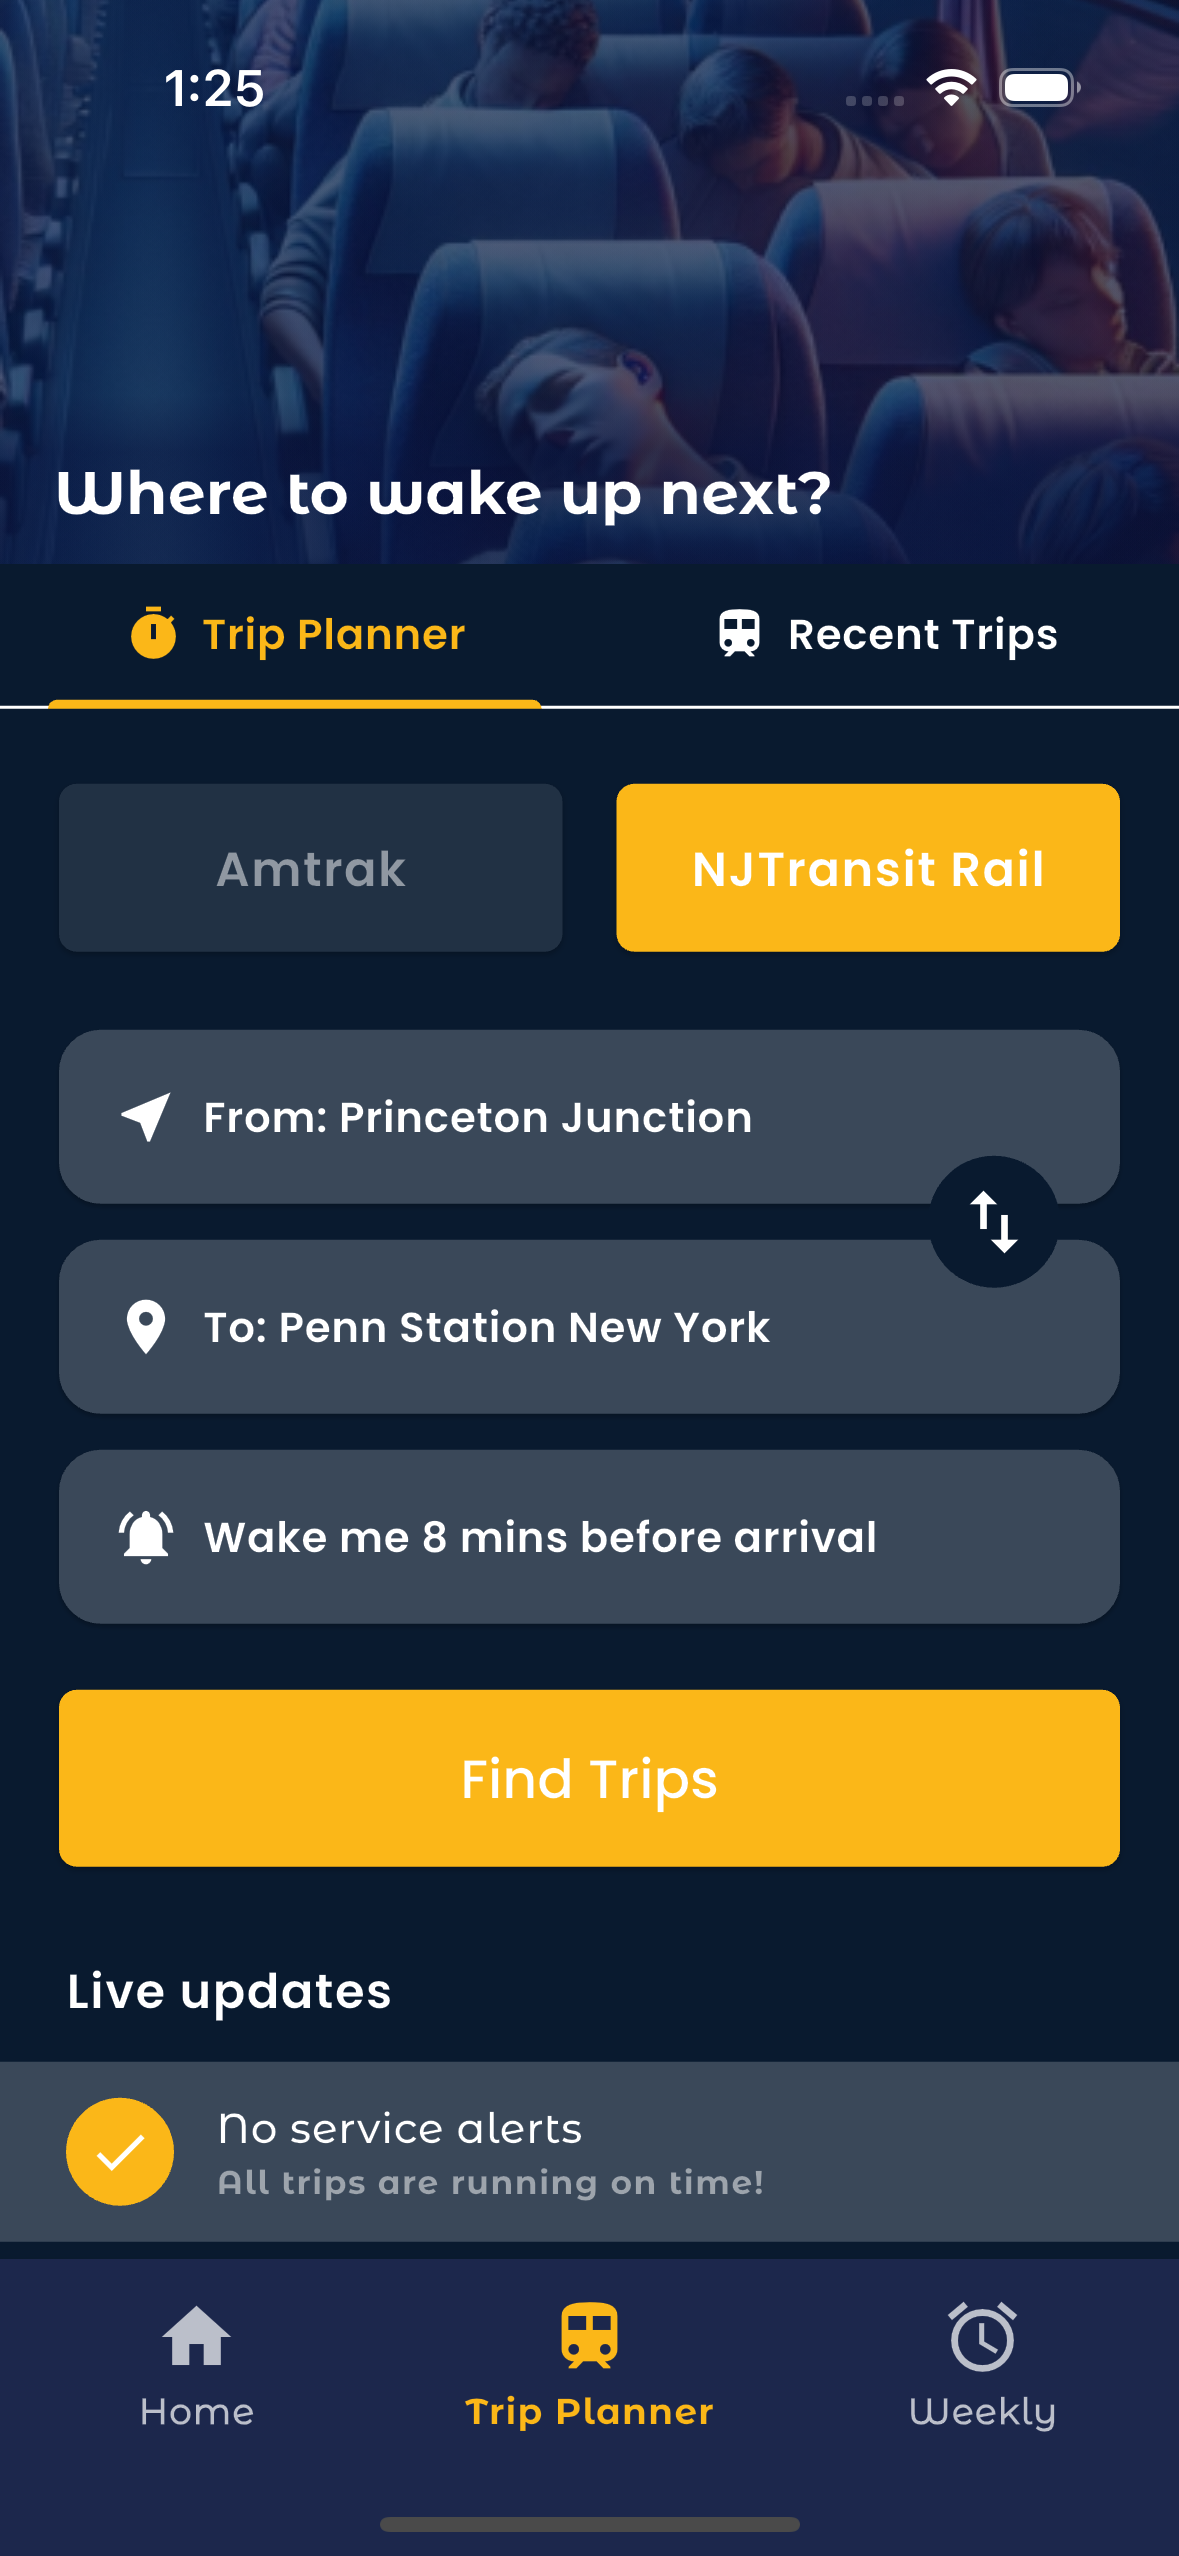 1:25
Where to wake up next?
Trip Planner
Recent Trips
Amtrak
NJTransit Rail
From: Princeton Junction
To: Penn Station New York
Wake me 8 mins before arrival
Find Trips
Live updates
No service alerts
All trips are running on time!
Home
Trip Planner
Weekly